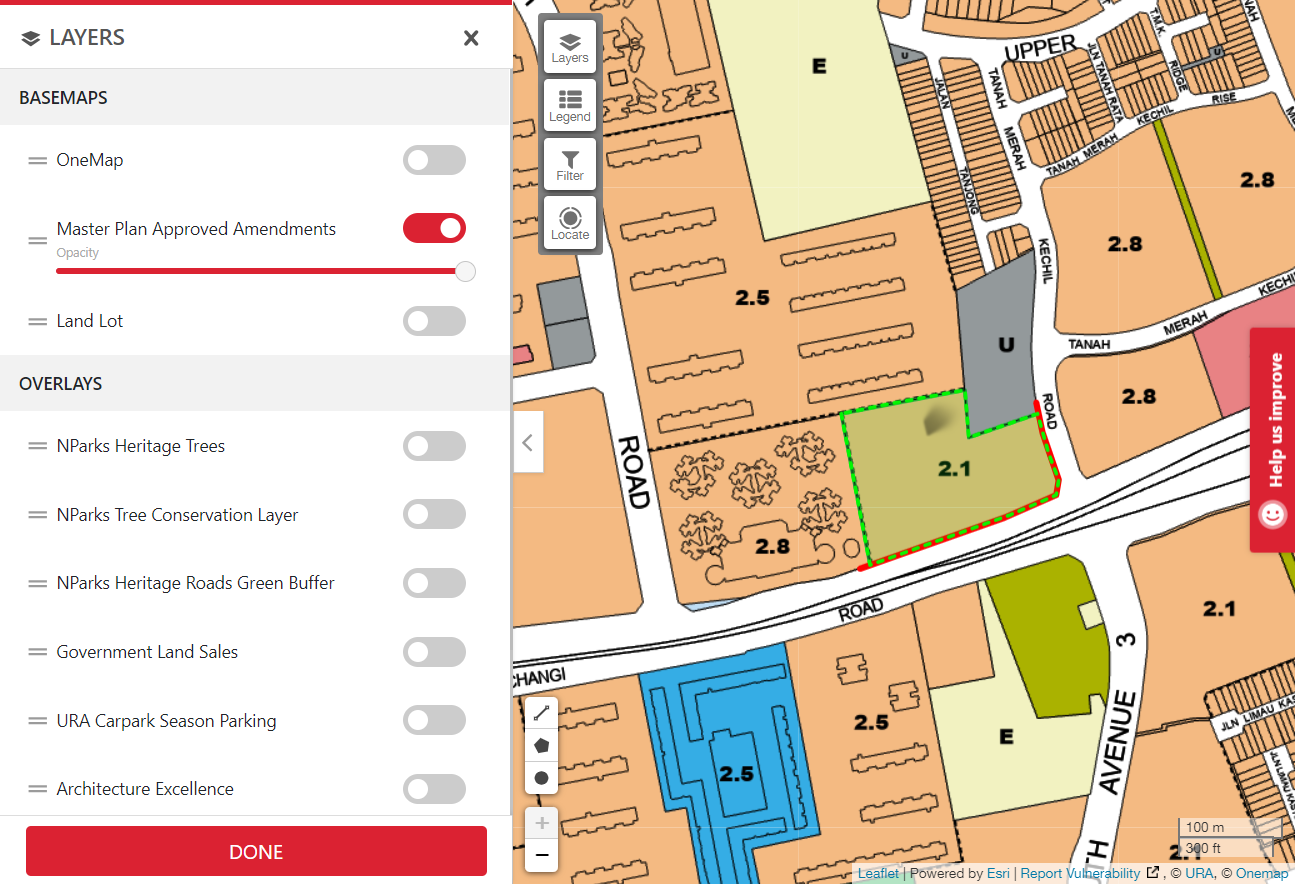 LAYERS
BASEMAPS
OneMap
Master Plan Approved Amendments
Opacity
Land Lot
OVERLAYS
NParks Heritage Trees
NParks Tree Conservation Layer
NParks Heritage Roads Green Buffer
Government Land Sales
URA Carpark Season Parking
Architecture Excellence
DONE
Layers
Legend
Filter
Locate
E
U
UPPER
T.M.K.
RIDGE
U
JLN TANAH RATA
RISE
KECHIL
TANAH MERAH
JALAN
TANJONG
TANAH
MERAH
KECHIL
2.8
2.8
2.5
U
KECHI
MERAH
TANAH
ROAD
2.8
ROAD
2.1
2.8
ROAD
CHANGI
2.1
2.5
E
2.5
3
AVENUE
TH
JLN LIMAU KAS
JLN LIMAU KAS
2.1
Help us improve
+
−
100 m
300 ft
Leaflet | Powered by Esri | Report Vulnerability , © URA, © Onemap